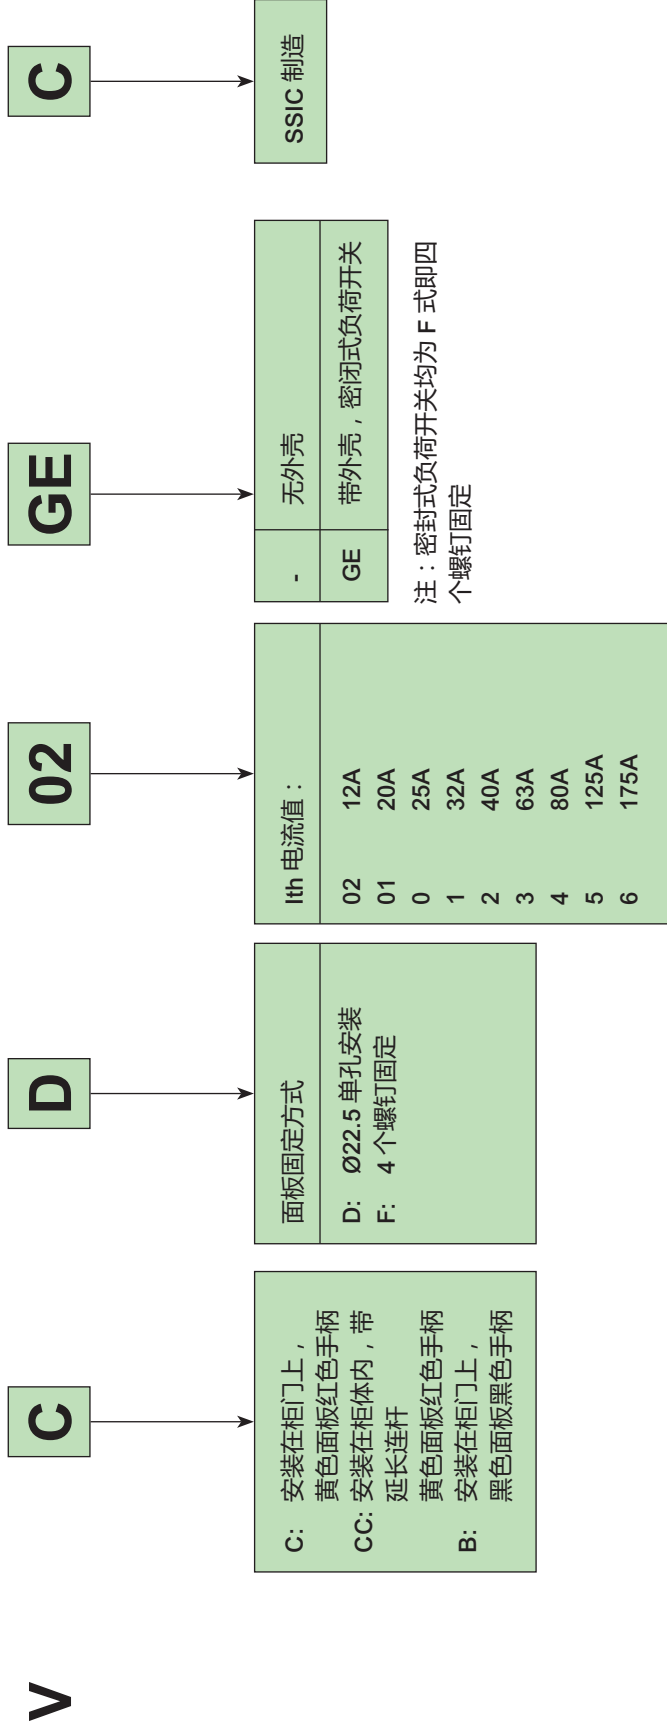 V
C
D
02
GE
C
C: 安装在柜门上，
黄色面板红色手柄
CC: 安装在柜体内，带
延长连杆
黄色面板红色手柄
B: 安装在柜门上，
黑色面板黑色手柄
面板固定方式
D: Ø22.5 单孔安装
F: 4 个螺钉固定
Ith 电流值：
02 12A
01 20A
0 25A
1 32A
2 40A
3 63A
4 80A
5 125A
6 175A
- 无外壳
GE 带外壳，密闭式负荷开关
注：密封式负荷开关均为 F 式即四
个螺钉固定
SSIC 制造